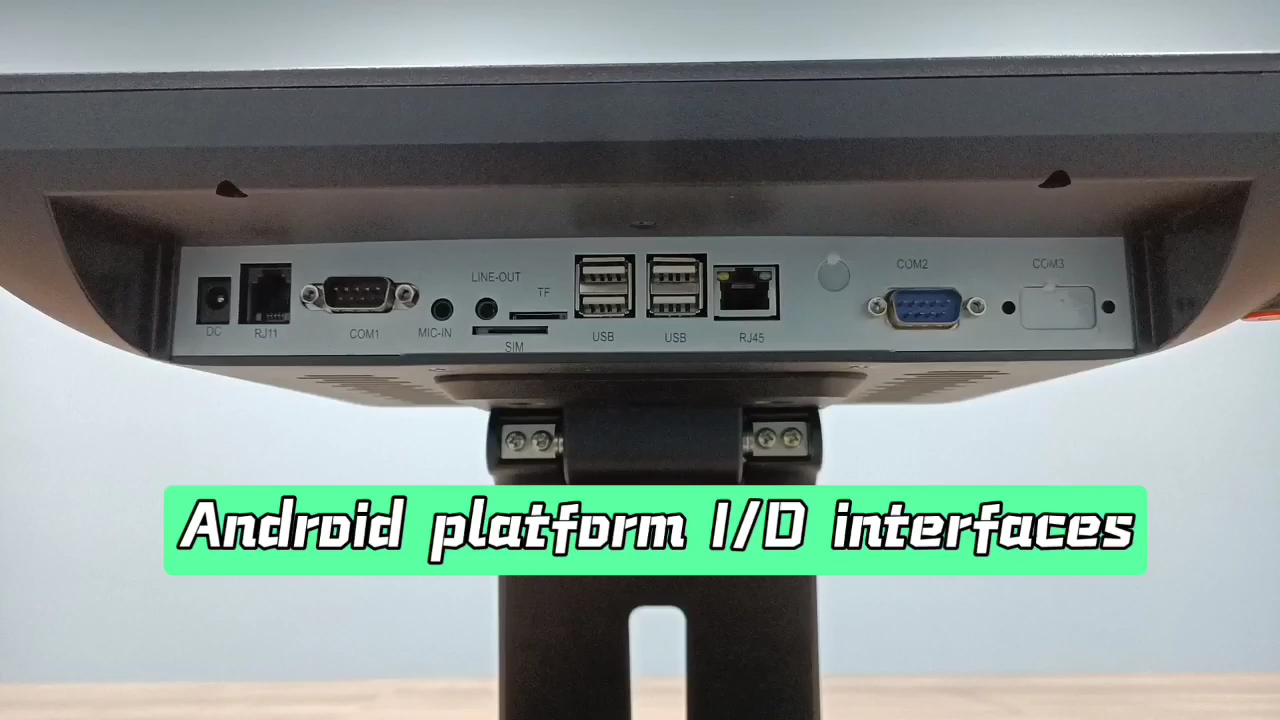 LINE-OUT
TF
COM2
COM3
DC
RJ11
COM1
MIC-IN
SIM
USB
USB
RJ45
Android platform I/O interfaces